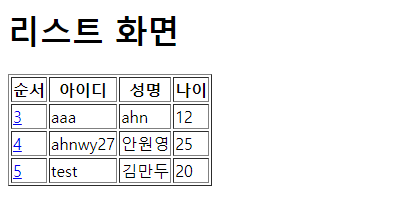 리스트 화면
순서 아이디 성명 나이
3 aaa ahn 12
4 ahnwy27 안원영 25
5 test 김만두 20